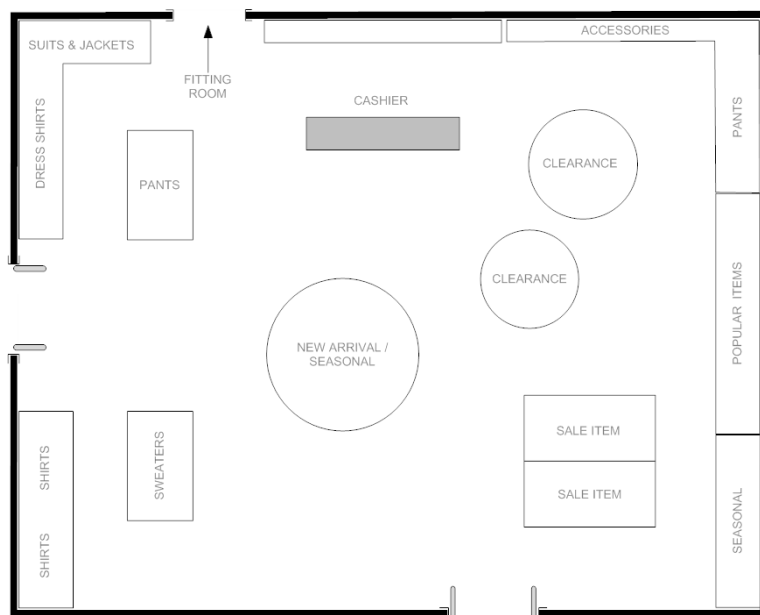 SUITS & JACKETS
ACCESSORIES
FITTING
ROOM
CASHIER
DRESS SHIRTS
PANTS
CLEARANCE
PANTS
CLEARANCE
POPULAR ITEMS
NEW ARRIVAL /
SEASONAL
SHIRTS
SHIRTS
SWEATERS
SALE ITEM
SALE ITEM
SEASONAL